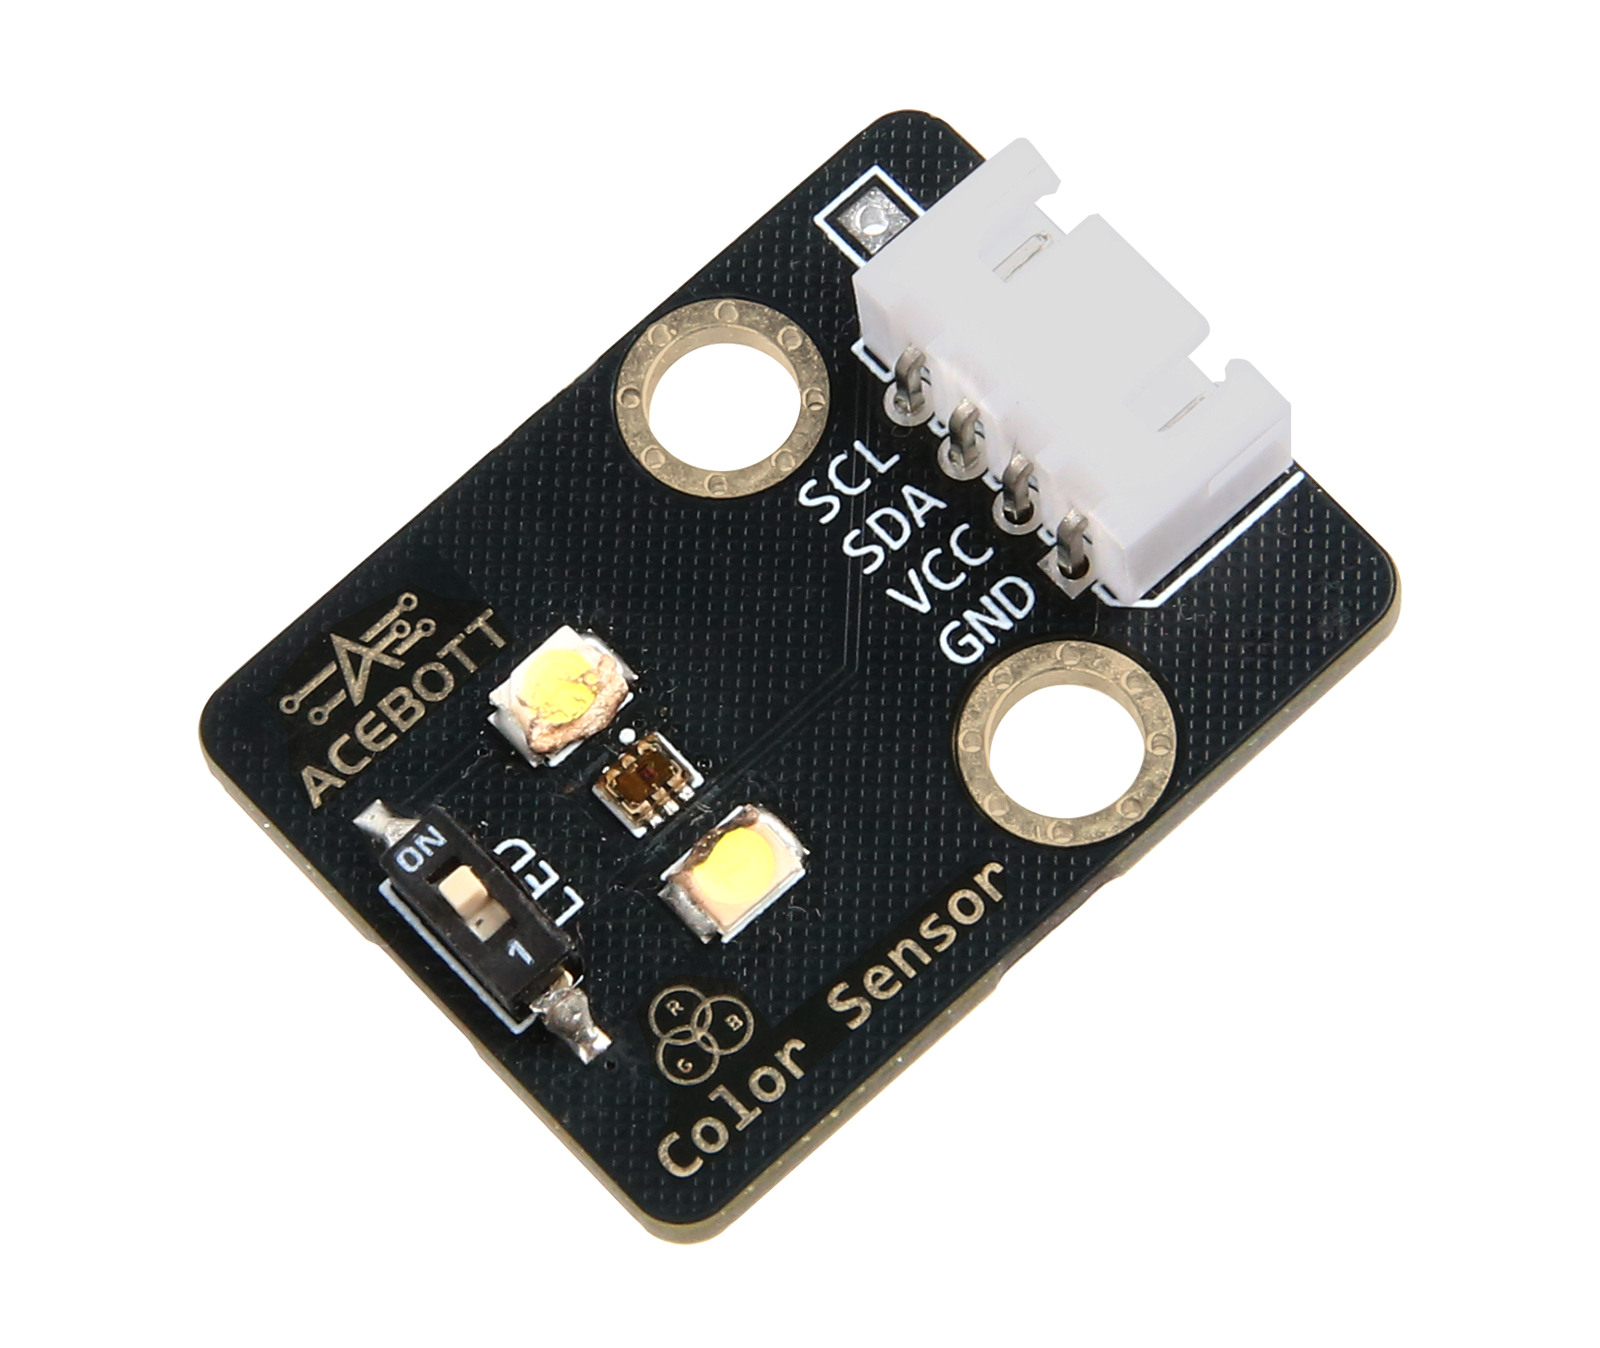 SCL
SDA
VCC
GND
ACEBOTT
ON
1
LED
R
B
G
Color Sensor